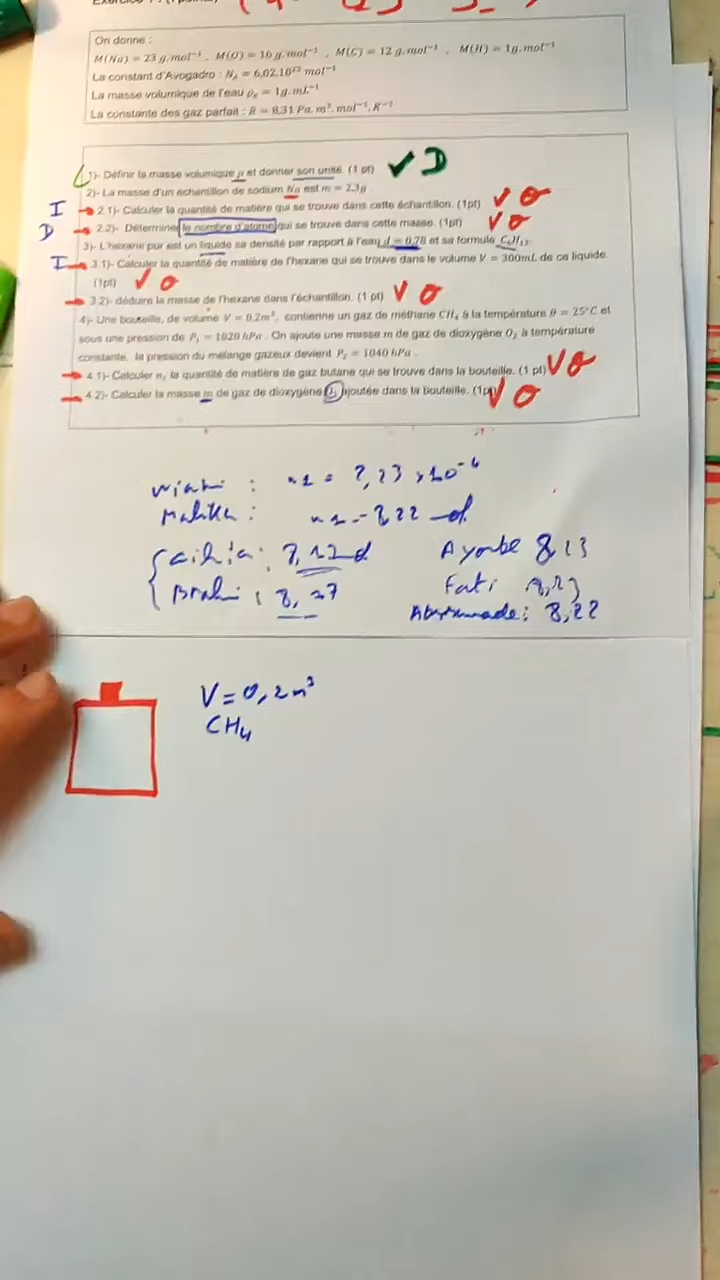 On donne :
M(Na) = 23 g.mol⁻¹ , M(O) = 16 g.mol⁻¹ , M(C) = 12 g.mol⁻¹ , M(H) = 1g.mol⁻¹
La constant d'Avogadro : N_A = 6,02.10²³ mol⁻¹
La masse volumique de l'eau ρₑ = 1g.mL⁻¹
La constante des gaz parfait : R = 8,31 Pa.m³.mol⁻¹.K⁻¹
1)- Définir la masse volumique ρ et donner son unité. (1 pt) D
2)- La masse d'un échantillon de sodium Na est m = 2,3g
I 2.1)- Calculer la quantité de matière qui se trouve dans cette échantillon. (1pt)
D 2.2)- Déterminer le nombre d'atome qui se trouve dans cette masse. (1pt)
3)- L'hexane pur est un liquide sa densité par rapport à l'eau d = 0,78 et sa formule
I 3.1)- Calculer la quantité de matière de l'hexane qui se trouve dans le volume V = 300mL de ce liquide.
(1pt)
3.2)- déduire la masse de l'hexane dans l'échantillon. (1 pt)
4)- Une bouteille, de volume V = 0,2m³, contienne un gaz de méthane CH₄ à la température θ = 25°C et
sous une pression de P₁ = 1020 hPa . On ajoute une masse m de gaz de dioxygène O₂ à température
constante, la pression du mélange gazeux devient P₂ = 1040 hPa .
4.1)- Calculer n₁ la quantité de matière de gaz butane qui se trouve dans la bouteille. (1 pt)
4.2)- Calculer la masse m de gaz de dioxygène O₂ ajoutée dans la bouteille. (1pt)
Ayoube 8,23
Fati
8,22
V = 0,2 m³
CH₄